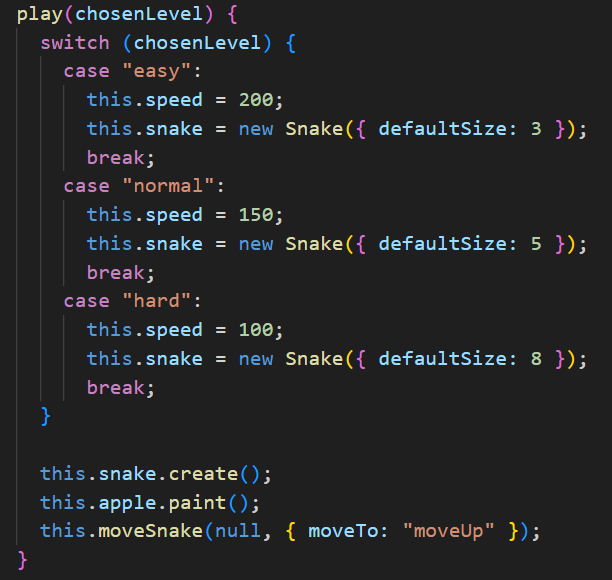 play(chosenLevel) {
  switch (chosenLevel) {
    case "easy":
      this.speed = 200;
      this.snake = new Snake({ defaultSize: 3 });
      break;
    case "normal":
      this.speed = 150;
      this.snake = new Snake({ defaultSize: 5 });
      break;
    case "hard":
      this.speed = 100;
      this.snake = new Snake({ defaultSize: 8 });
      break;
  }

  this.snake.create();
  this.apple.paint();
  this.moveSnake(null, { moveTo: "moveUp" });
}